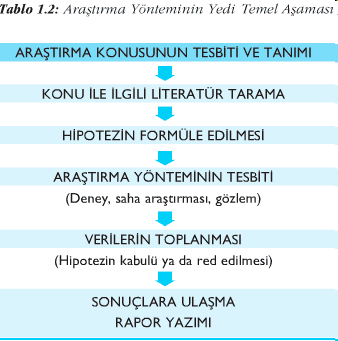 Tablo 1.2: Araştırma Yönteminin Yedi Temel Aşaması
ARAŞTIRMA KONUSUNUN TESBİTİ VE TANIMI
KONU İLE İLGİLİ LİTERATÜR TARAMA
HİPOTEZİN FORMÜLE EDİLMESİ
ARAŞTIRMA YÖNTEMİNİN TESBİTİ
(Deney, saha araştırması, gözlem)
VERİLERİN TOPLANMASI
(Hipotezin kabulü ya da red edilmesi)
SONUÇLARA ULAŞMA
RAPOR YAZIMI